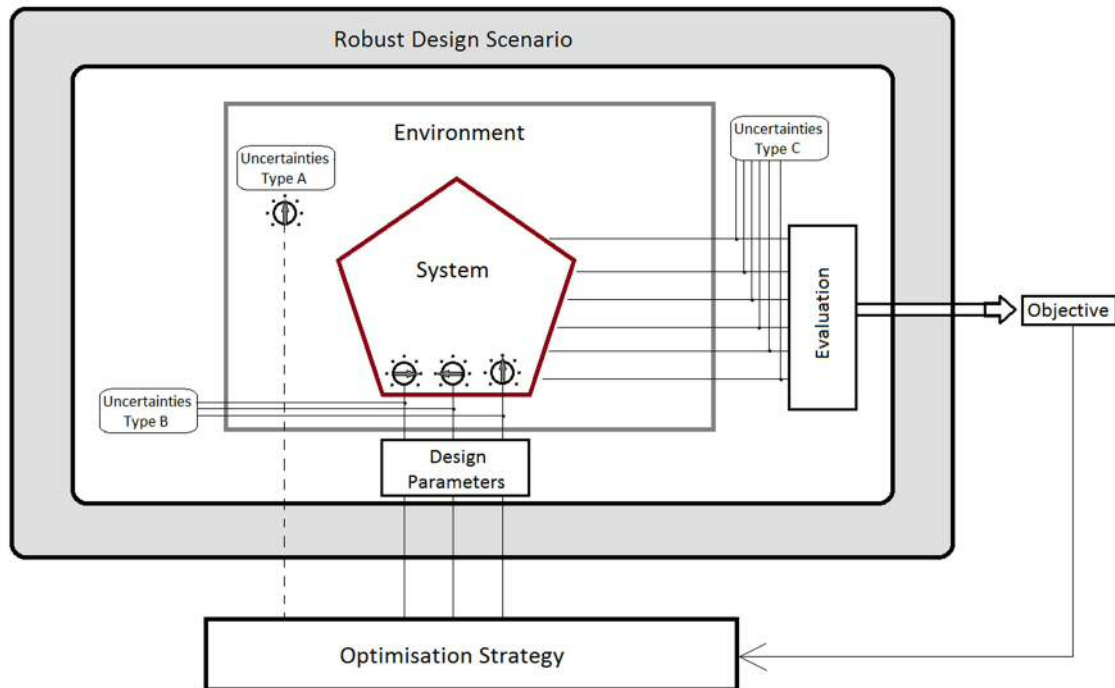 Robust Design Scenario
Environment
Uncertainties
Type A
Uncertainties
Type C
System
Evaluation
Objective
Uncertainties
Type B
Design
Parameters
Optimisation Strategy